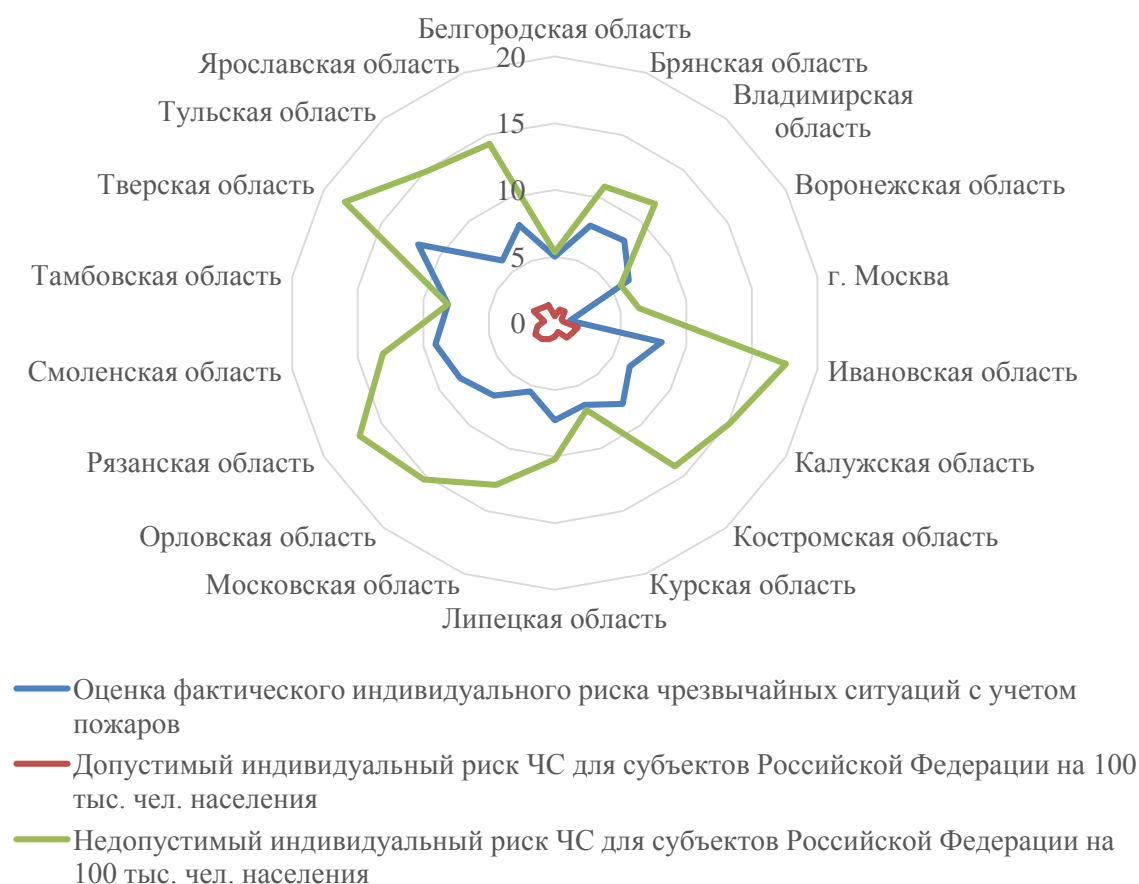 Белгородская область
20
Ярославская область
Брянская область
Тульская область
Владимирская
область
15
Тверская область
Воронежская область
10
Тамбовская область
5
г. Москва
0
Смоленская область
Ивановская область
Рязанская область
Калужская область
Орловская область
Костромская область
Московская область
Курская область
Липецкая область
Оценка фактического индивидуального риска чрезвычайных ситуаций с учетом
пожаров
Допустимый индивидуальный риск ЧС для субъектов Российской Федерации на 100
тыс. чел. населения
Недопустимый индивидуальный риск ЧС для субъектов Российской Федерации на
100 тыс. чел. населения